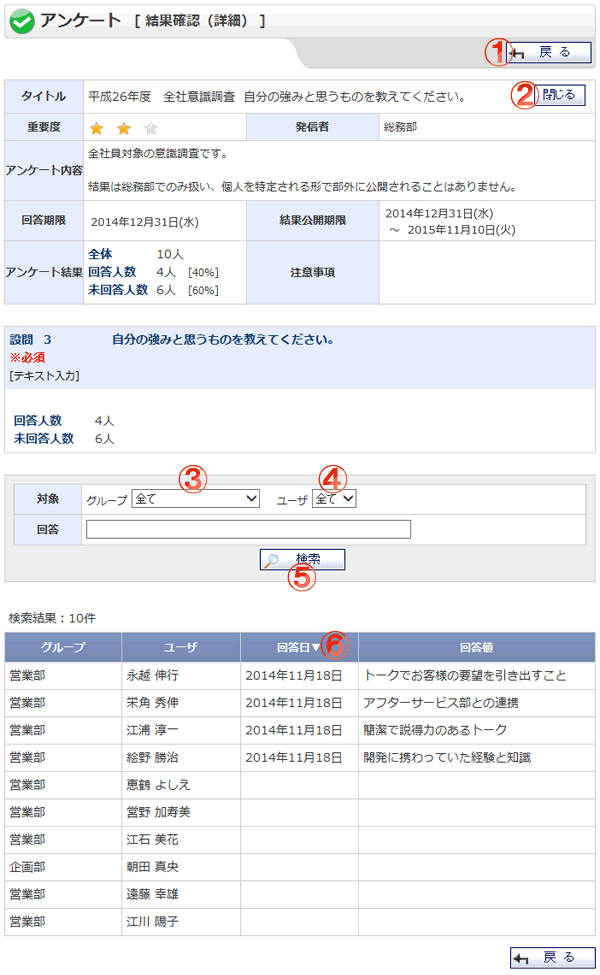 アンケート [ 結果確認（詳細） ]
① 戻 る
タイトル 平成26年度　全社意識調査 自分の強みと思うものを教えてください。 ② 閉じる
重要度 発信者 総務部
アンケート内容 全社員対象の意識調査です。
結果は総務部でのみ扱い、個人を特定される形で部外に公開されることはありません。
回答期限 2014年12月31日(水) 結果公開期限 2014年12月31日(水)
～ 2015年11月10日(火)
アンケート結果 全体 10人 注意事項
回答人数 4人 [40%]
未回答人数 6人 [60%]
設問 3 自分の強みと思うものを教えてください。
※必須
[テキスト入力]
回答人数 4人
未回答人数 6人
③ ④
対象 グループ 全て ユーザ 全て
回答
検索
⑤
検索結果：10件
グループ ユーザ 回答日▼ ⑥ 回答値
営業部 永越 伸行 2014年11月18日 トークでお客様の要望を引き出すこと
営業部 栄角 秀伸 2014年11月18日 アフターサービス部との連携
営業部 江浦 淳一 2014年11月18日 簡潔で説得力のあるトーク
営業部 絵野 勝治 2014年11月18日 開発に携わっていた経験と知識
営業部 恵鶴 よしえ
営業部 営野 加寿美
営業部 江石 美花
企画部 朝田 真央
営業部 遠藤 幸雄
営業部 江川 陽子
戻 る